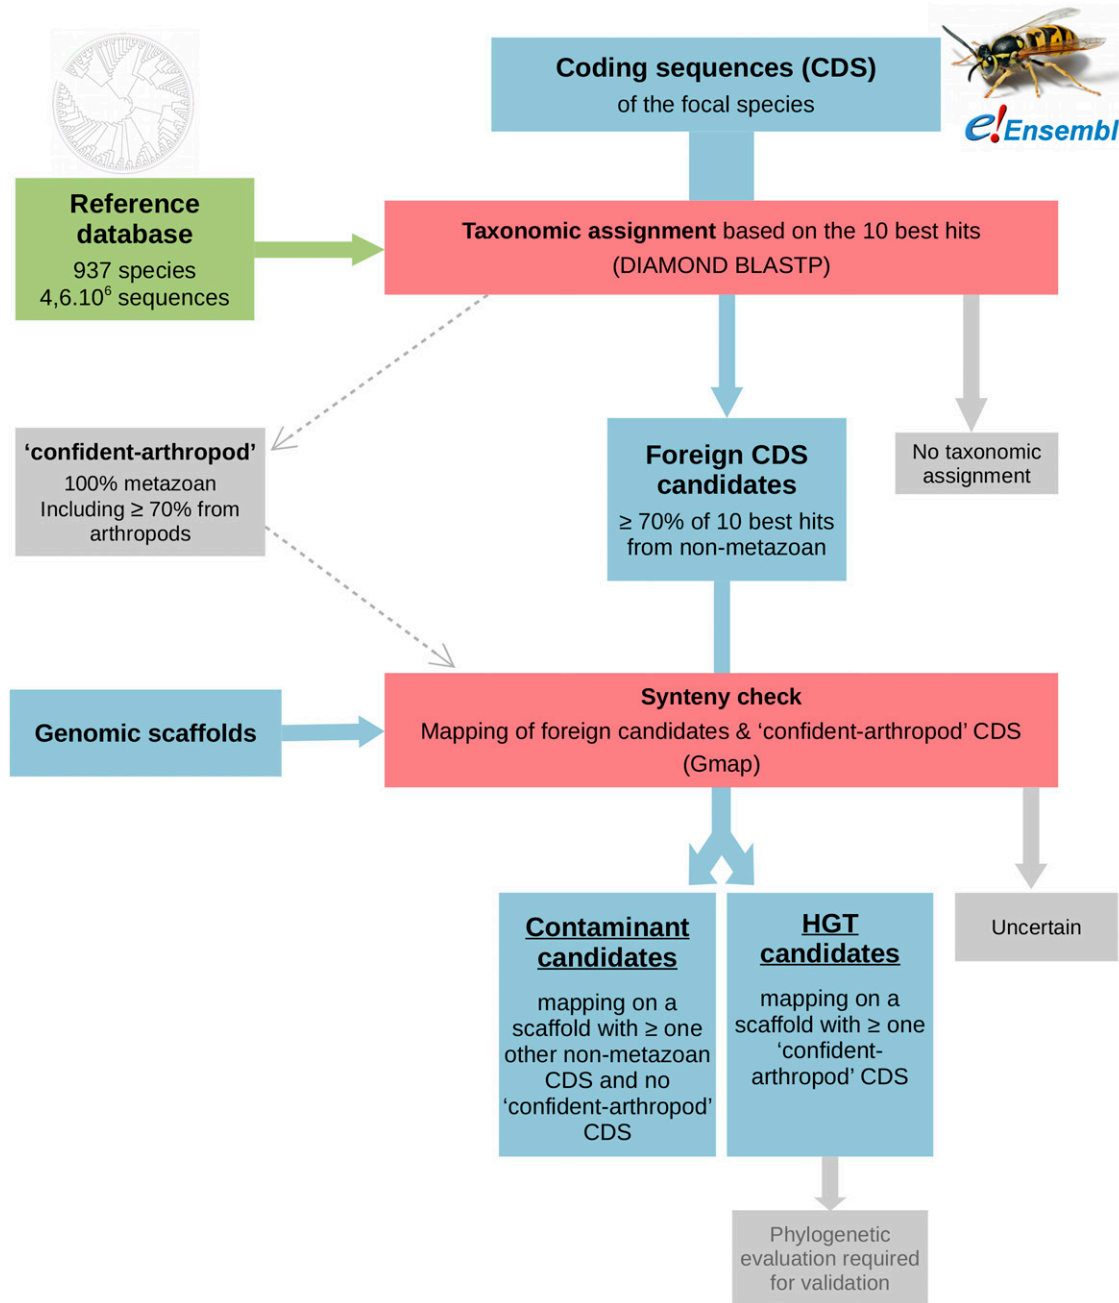 Coding sequences (CDS)
of the focal species
e!Ensembl
Reference
database
937 species
4,6.10⁶ sequences
Taxonomic assignment based on the 10 best hits
(DIAMOND BLASTP)
‘confident-arthropod’
100% metazoan
Including ≥ 70% from
arthropods
Foreign CDS
candidates
≥ 70% of 10 best hits
from non-metazoan
No taxonomic
assignment
Genomic scaffolds
Synteny check
Mapping of foreign candidates & ‘confident-arthropod’ CDS
(Gmap)
Contaminant
candidates
mapping on a
scaffold with ≥ one
other non-metazoan
CDS and no
‘confident-arthropod’
CDS
HGT
candidates
mapping on a
scaffold with ≥ one
‘confident-
arthropod’ CDS
Uncertain
Phylogenetic
evaluation required
for validation